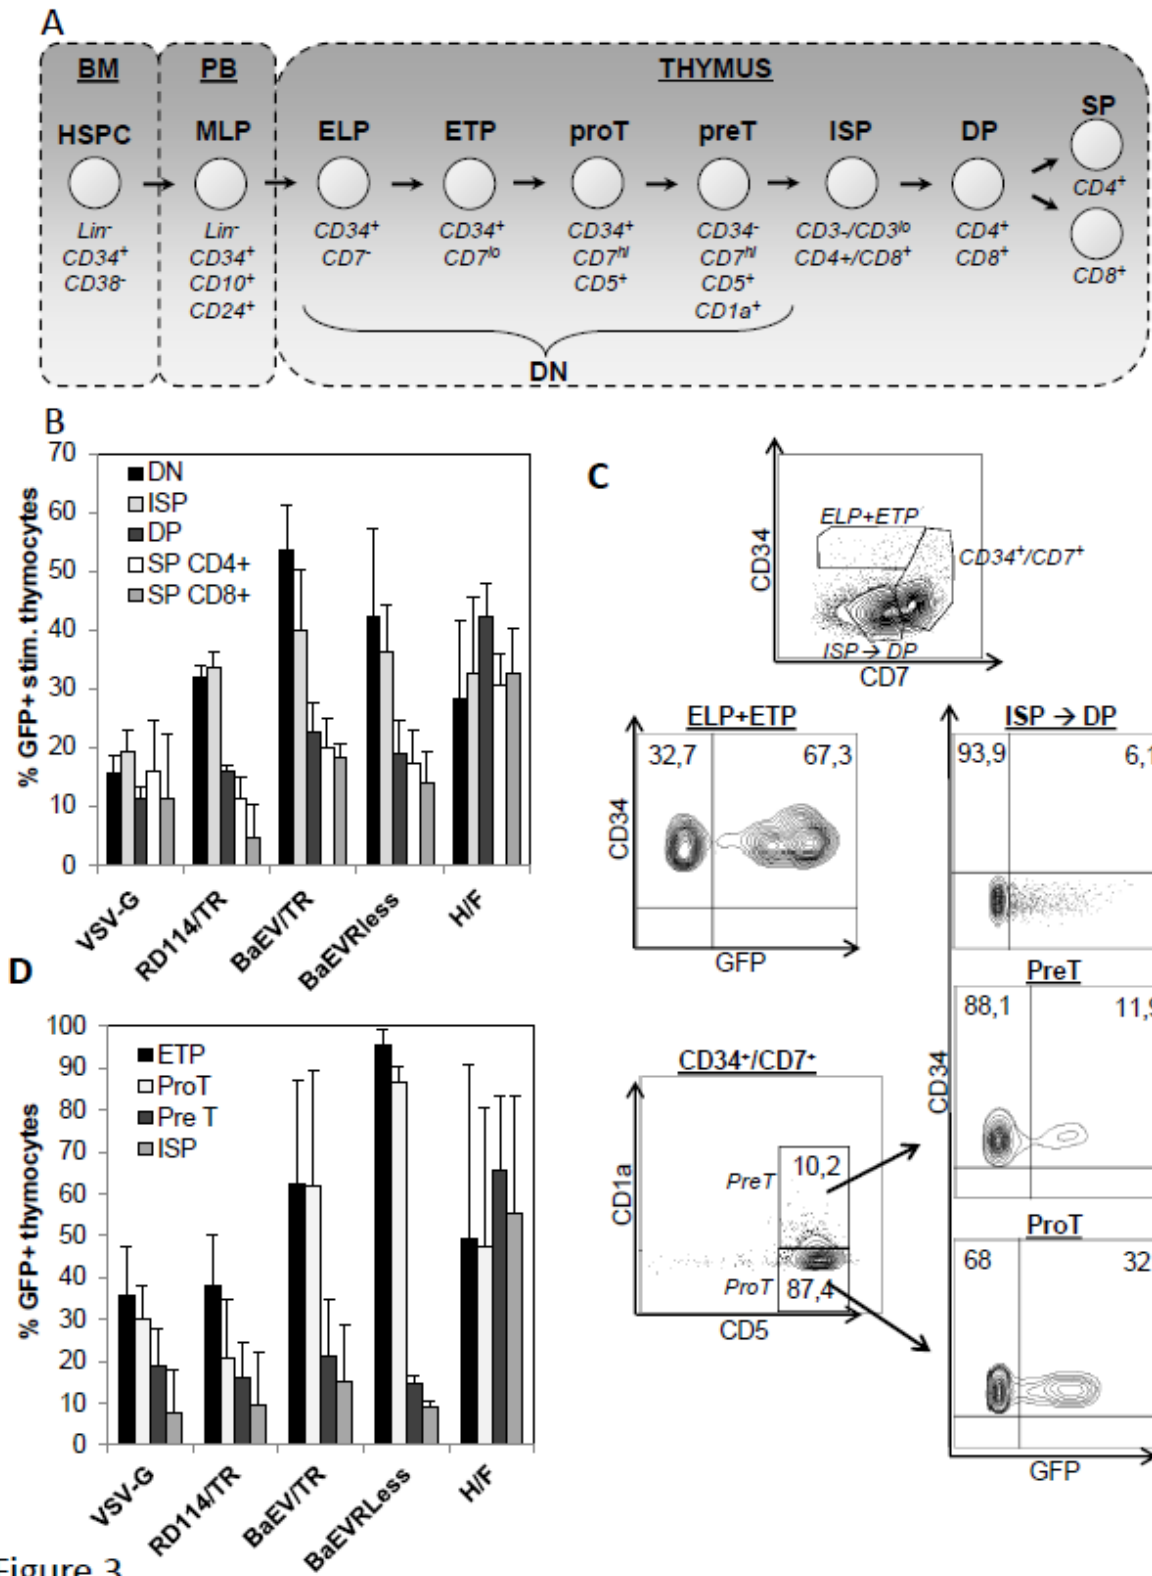 A
BM PB THYMUS
HSPC MLP ELP ETP proT preT ISP DP SP
Lin- CD34+ CD38-
Lin- CD34+ CD10+ CD24+
CD34+ CD7-
CD34+ CD7lo
CD34+ CD7hi CD5+
CD34- CD7hi CD5+ CD1a+
CD3-/CD3lo CD4+/CD8+
CD4+ CD8+
CD4+
CD8+
DN
B
% GFP+ stim. thymocytes
70
60
50
40
30
20
10
0
DN
ISP
DP
SP CD4+
SP CD8+
VSV-G RD114/TR BaEV/TR BaEVRless H/F
C
CD34
ELP+ETP
CD34+/CD7+
ISP → DP
CD7
ELP+ETP
32,7 67,3
CD34
GFP
ISP → DP
93,9 6,1
PreT
88,1 11,9
CD34
CD34+/CD7+
CD1a
PreT 10,2
ProT 87,4
CD5
ProT
68 32
GFP
D
% GFP+ thymocytes
100
90
80
70
60
50
40
30
20
10
0
ETP
ProT
Pre T
ISP
VSV-G RD114/TR BaEV/TR BaEVRLess H/F
Figure 3